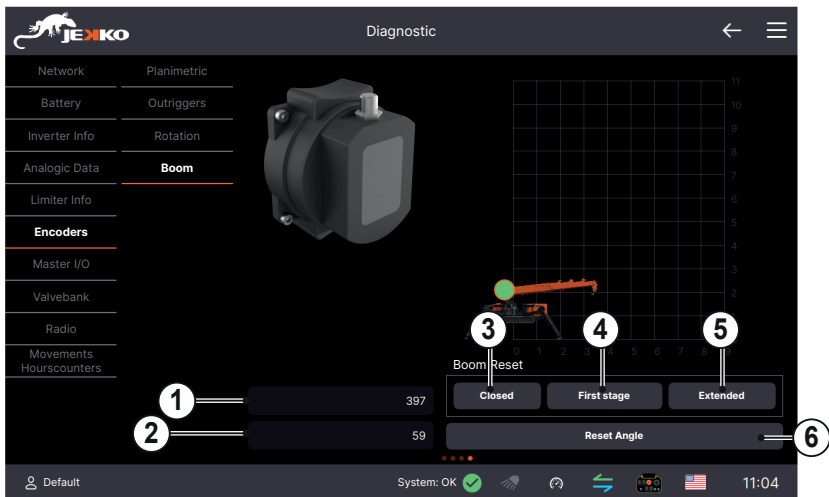 JEKKO
Diagnostic
Network
Planimetric
Battery
Outriggers
Inverter Info
Rotation
Analogic Data
Boom
Limiter Info
Encoders
Master I/O
Valvebank
Radio
Movements
Hourscounters
11
10
9
8
7
6
5
4
3
2
0 1 2 3 4 5 6 7 8 9
3 4 5
Boom Reset
Closed First stage Extended
1 397
2 59
Reset Angle 6
Default
System: OK
11:04